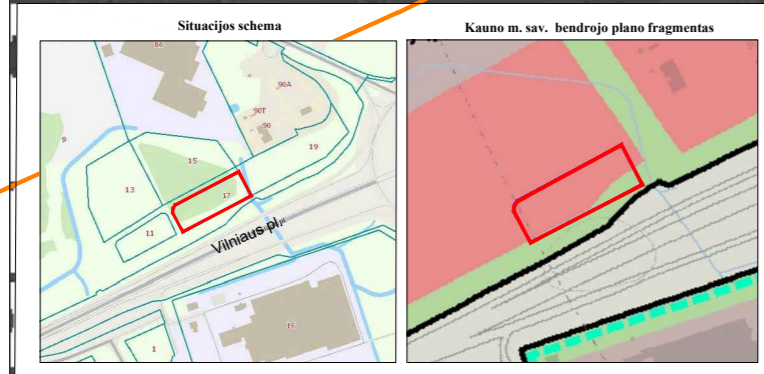 Situacijos schema
Kauno m. sav. bendrojo plano fragmentas
86
90A
90T
90
9
15
19
13
17
11
Vilniaus pl.
1